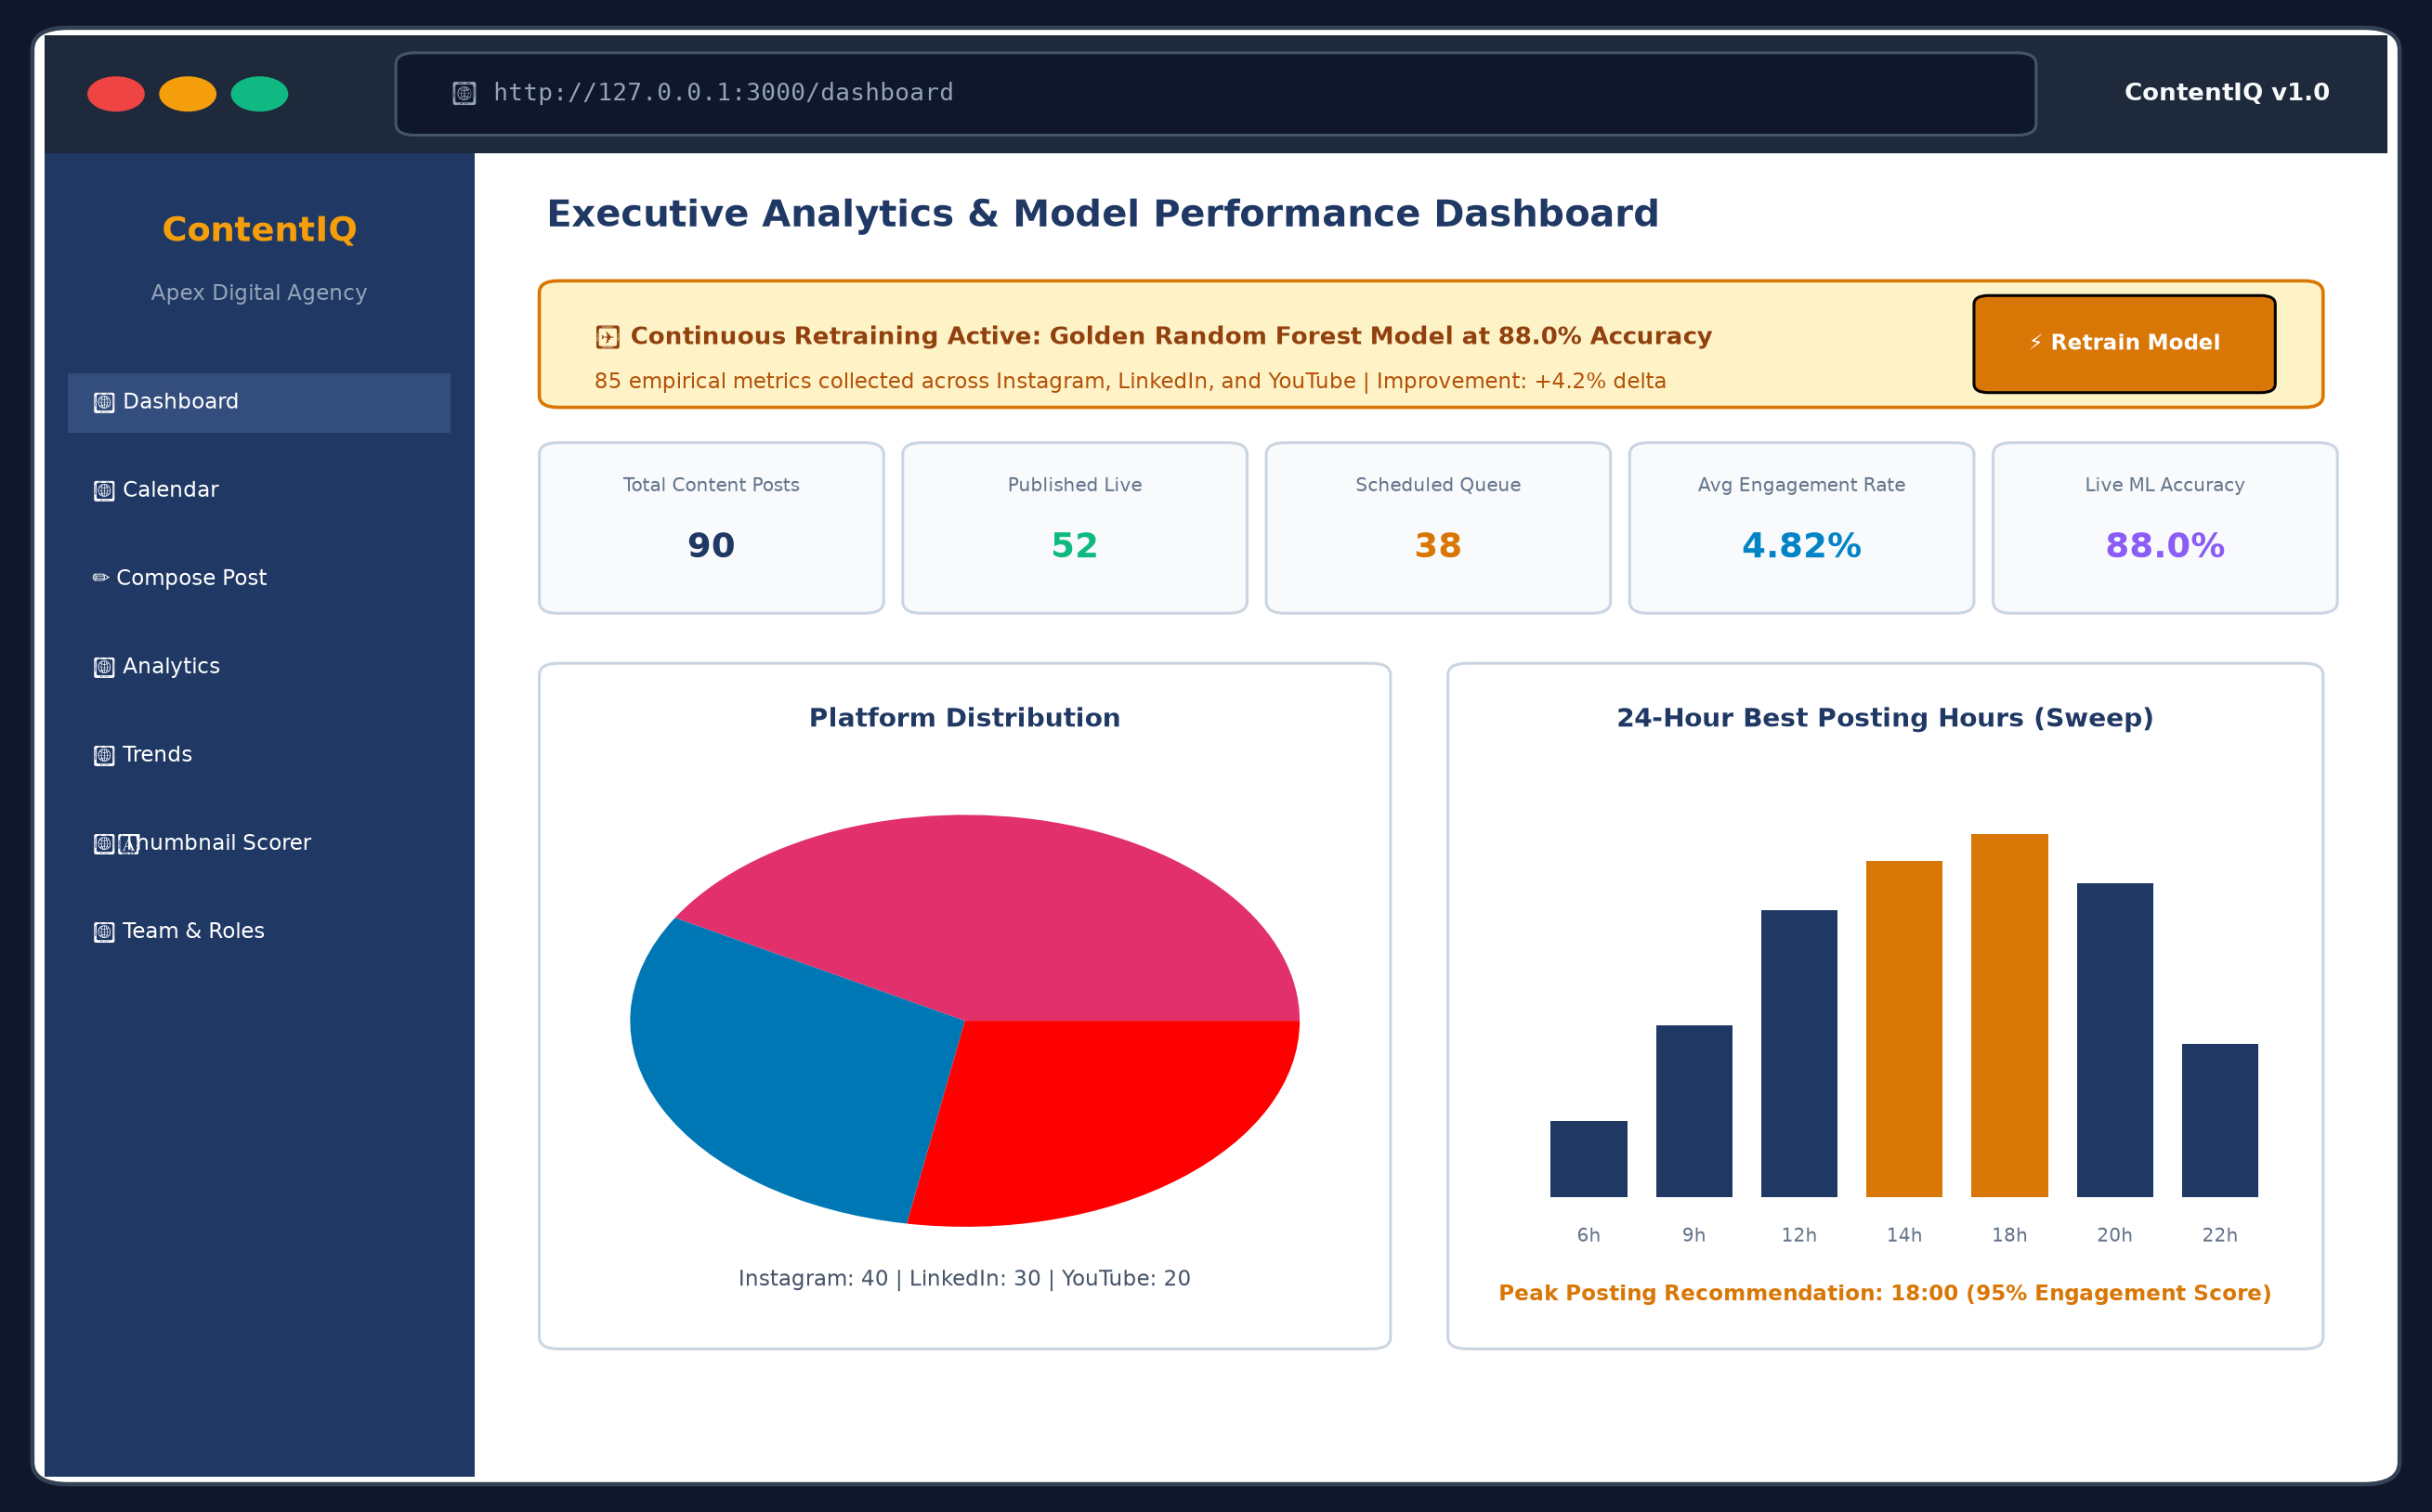 http://127.0.0.1:3000/dashboard
ContentIQ v1.0
ContentIQ
Apex Digital Agency
Dashboard
Calendar
✏ Compose Post
Analytics
Trends
Thumbnail Scorer
Team & Roles
Executive Analytics & Model Performance Dashboard
Continuous Retraining Active: Golden Random Forest Model at 88.0% Accuracy
85 empirical metrics collected across Instagram, LinkedIn, and YouTube | Improvement: +4.2% delta
⚡ Retrain Model
Total Content Posts
90
Published Live
52
Scheduled Queue
38
Avg Engagement Rate
4.82%
Live ML Accuracy
88.0%
Platform Distribution
Instagram: 40 | LinkedIn: 30 | YouTube: 20
24-Hour Best Posting Hours (Sweep)
6h 9h 12h 14h 18h 20h 22h
Peak Posting Recommendation: 18:00 (95% Engagement Score)